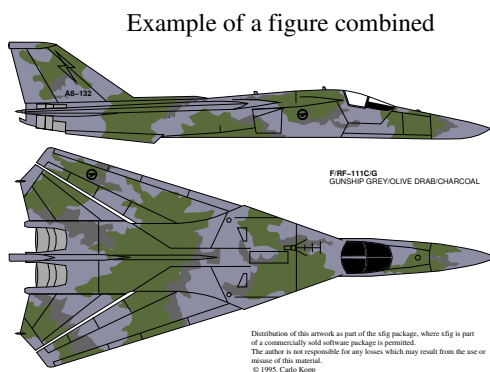 Example of a figure combined
A8-132
F/RF-111C/G
GUNSHIP GREY/OLIVE DRAB/CHARCOAL
Distribution of this artwork as part of the xfig package, where xfig is part
of a commercially sold software package is permitted.
The author is not responsible for any losses which may result from the use or
misuse of this material.
© 1995, Carlo Kopp